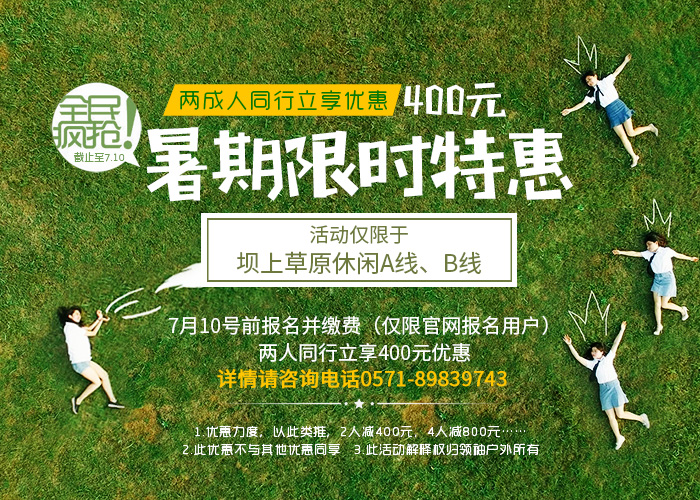 全民
疯抢!
截止至7.10
两成人同行立享优惠 400元
暑期限时特惠
活动仅限于
坝上草原休闲A线、B线
7月10号前报名并缴费（仅限官网报名用户）
两人同行立享400元优惠
详情请咨询电话0571-89839743
1.优惠力度，以此类推，2人减400元，4人减800元……
2.此优惠不与其他优惠同享 3.此活动解释权归领袖户外所有